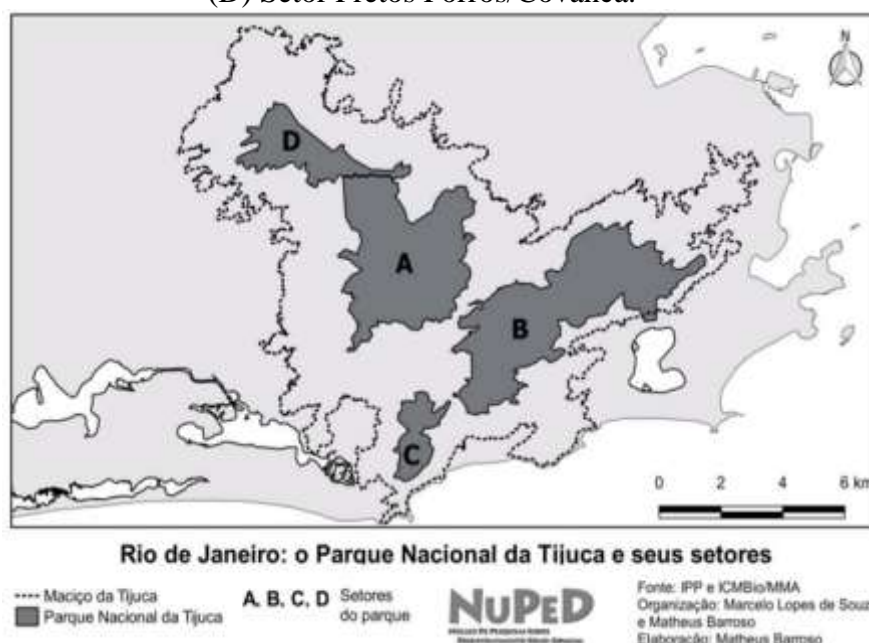 (D) Setor Pretos Forros/Covanca.
N
D
A
B
C
0 2 4 6 km
Rio de Janeiro: o Parque Nacional da Tijuca e seus setores
Maciço da Tijuca
Parque Nacional da Tijuca
A, B, C, D Setores do parque
NUPED
Fonte: IPP e ICMBio/MMA
Organização: Marcelo Lopes de Souza
e Matheus Barroso
Elaboração: Matheus Barroso